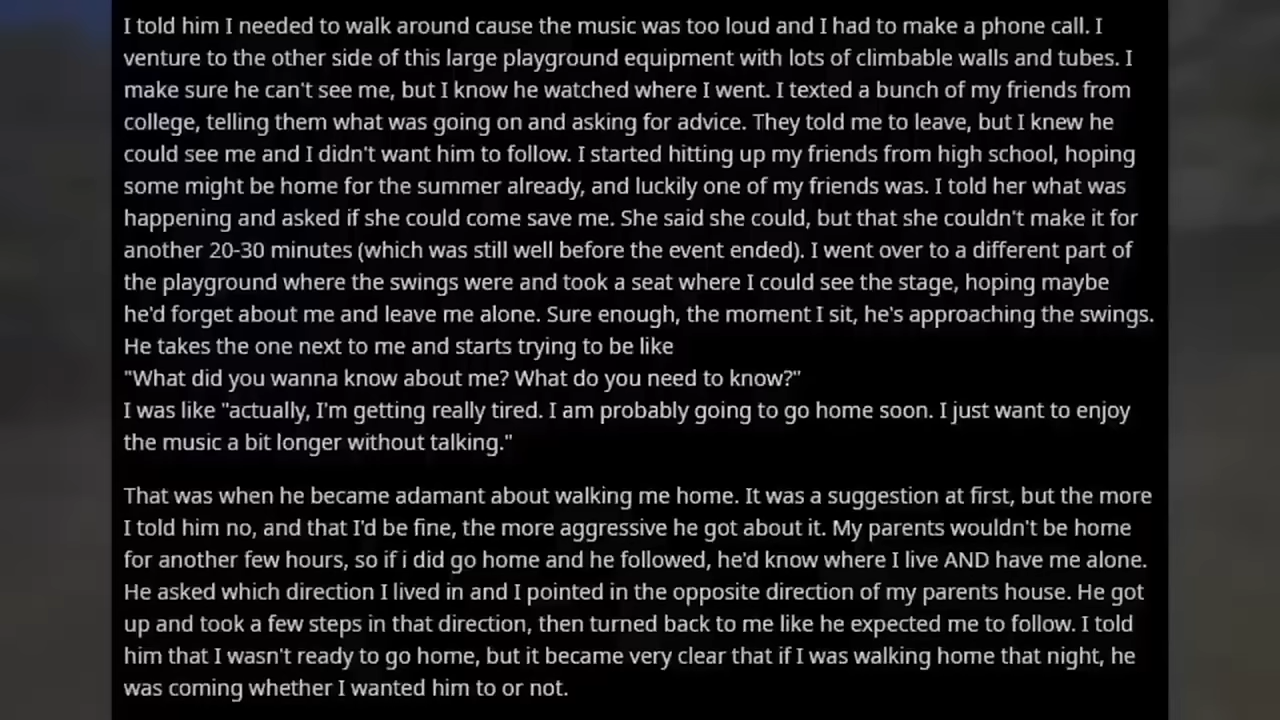 I told him I needed to walk around cause the music was too loud and I had to make a phone call. I
venture to the other side of this large playground equipment with lots of climbable walls and tubes. I
make sure he can't see me, but I know he watched where I went. I texted a bunch of my friends from
college, telling them what was going on and asking for advice. They told me to leave, but I knew he
could see me and I didn't want him to follow. I started hitting up my friends from high school, hoping
some might be home for the summer already, and luckily one of my friends was. I told her what was
happening and asked if she could come save me. She said she could, but that she couldn't make it for
another 20-30 minutes (which was still well before the event ended). I went over to a different part of
the playground where the swings were and took a seat where I could see the stage, hoping maybe
he'd forget about me and leave me alone. Sure enough, the moment I sit, he's approaching the swings.
He takes the one next to me and starts trying to be like
"What did you wanna know about me? What do you need to know?"
I was like "actually, I'm getting really tired. I am probably going to go home soon. I just want to enjoy
the music a bit longer without talking."
That was when he became adamant about walking me home. It was a suggestion at first, but the more
I told him no, and that I'd be fine, the more aggressive he got about it. My parents wouldn't be home
for another few hours, so if i did go home and he followed, he'd know where I live AND have me alone.
He asked which direction I lived in and I pointed in the opposite direction of my parents house. He got
up and took a few steps in that direction, then turned back to me like he expected me to follow. I told
him that I wasn't ready to go home, but it became very clear that if I was walking home that night, he
was coming whether I wanted him to or not.